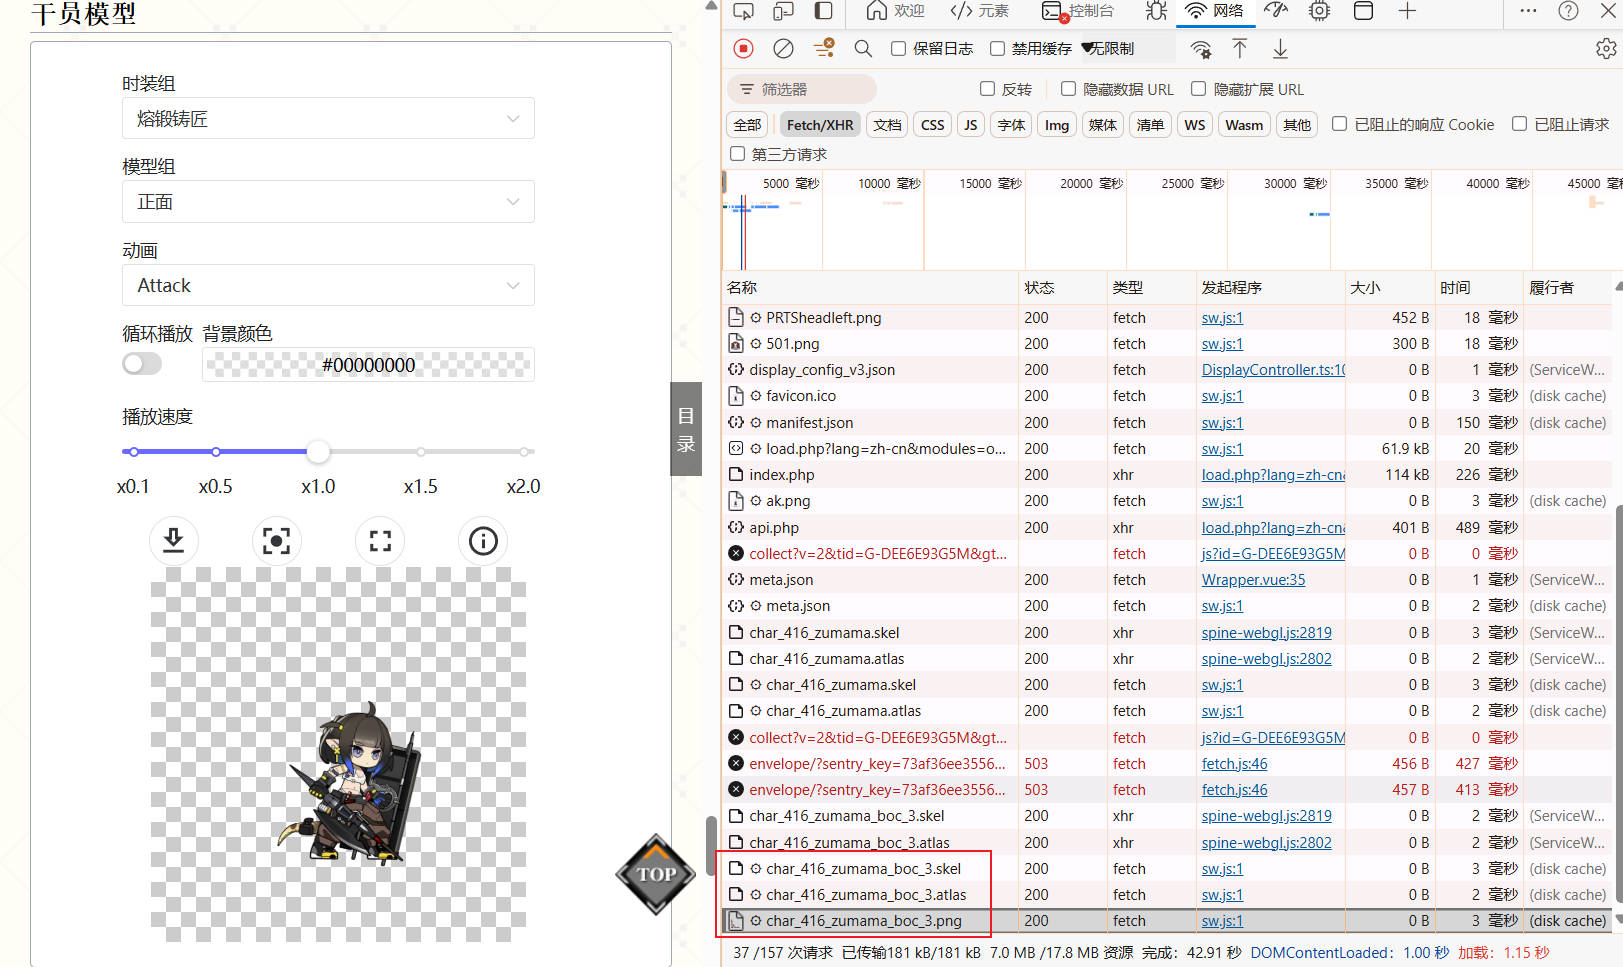 干员模型
时装组
熔锻铸匠
模型组
正面
动画
Attack
循环播放 背景颜色
#00000000
播放速度
x0.1 x0.5 x1.0 x1.5 x2.0
目录
TOP
欢迎 元素 控制台 网络
保留日志 禁用缓存 无限制
筛选器 反转 隐藏数据 URL 隐藏扩展 URL
全部 Fetch/XHR 文档 CSS JS 字体 Img 媒体 清单 WS Wasm 其他 已阻止的响应 Cookie 已阻止请求
第三方请求
5000 毫秒 10000 毫秒 15000 毫秒 20000 毫秒 25000 毫秒 30000 毫秒 35000 毫秒 40000 毫秒 45000 毫秒
名称 状态 类型 发起程序 大小 时间 履行者
PRTSheadleft.png 200 fetch sw.js:1 452 B 18 毫秒
501.png 200 fetch sw.js:1 300 B 18 毫秒
display_config_v3.json 200 fetch DisplayController.ts:10 0 B 1 毫秒 (ServiceW...
favicon.ico 200 fetch sw.js:1 0 B 3 毫秒 (disk cache)
manifest.json 200 fetch sw.js:1 0 B 150 毫秒 (disk cache)
load.php?lang=zh-cn&modules=o... 200 fetch sw.js:1 61.9 kB 20 毫秒
index.php 200 xhr load.php?lang=zh-cn& 114 kB 226 毫秒
ak.png 200 fetch sw.js:1 0 B 3 毫秒 (disk cache)
api.php 200 xhr load.php?lang=zh-cn& 401 B 489 毫秒
collect?v=2&tid=G-DEE6E93G5M&gt... fetch js?id=G-DEE6E93G5M 0 B 0 毫秒
meta.json 200 fetch Wrapper.vue:35 0 B 1 毫秒 (ServiceW...
meta.json 200 fetch sw.js:1 0 B 2 毫秒 (disk cache)
char_416_zumama.skel 200 xhr spine-webgl.js:2819 0 B 3 毫秒 (ServiceW...
char_416_zumama.atlas 200 xhr spine-webgl.js:2802 0 B 2 毫秒 (ServiceW...
char_416_zumama.skel 200 fetch sw.js:1 0 B 3 毫秒 (disk cache)
char_416_zumama.atlas 200 fetch sw.js:1 0 B 2 毫秒 (disk cache)
collect?v=2&tid=G-DEE6E93G5M&gt... fetch js?id=G-DEE6E93G5M 0 B 0 毫秒
envelope/?sentry_key=73af36ee3556... 503 fetch fetch.js:46 456 B 427 毫秒
envelope/?sentry_key=73af36ee3556... 503 fetch fetch.js:46 457 B 413 毫秒
char_416_zumama_boc_3.skel 200 xhr spine-webgl.js:2819 0 B 2 毫秒 (ServiceW...
char_416_zumama_boc_3.atlas 200 xhr spine-webgl.js:2802 0 B 2 毫秒 (ServiceW...
char_416_zumama_boc_3.skel 200 fetch sw.js:1 0 B 3 毫秒 (disk cache)
char_416_zumama_boc_3.atlas 200 fetch sw.js:1 0 B 2 毫秒 (disk cache)
char_416_zumama_boc_3.png 200 fetch sw.js:1 0 B 3 毫秒 (disk cache)
37 /157 次请求 已传输181 kB/181 kB 7.0 MB /17.8 MB 资源 完成：42.91 秒 DOMContentLoaded：1.00 秒 加载：1.15 秒